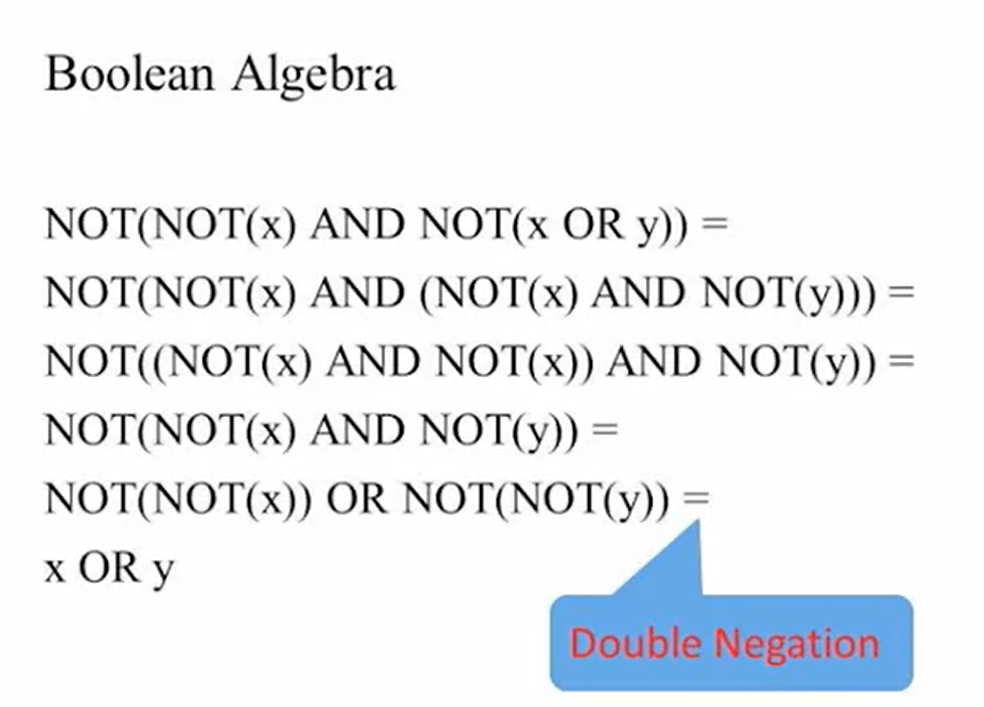 Boolean Algebra
NOT(NOT(x) AND NOT(x OR y)) =
NOT(NOT(x) AND (NOT(x) AND NOT(y))) =
NOT((NOT(x) AND NOT(x)) AND NOT(y)) =
NOT(NOT(x) AND NOT(y)) =
NOT(NOT(x)) OR NOT(NOT(y)) =
x OR y
Double Negation